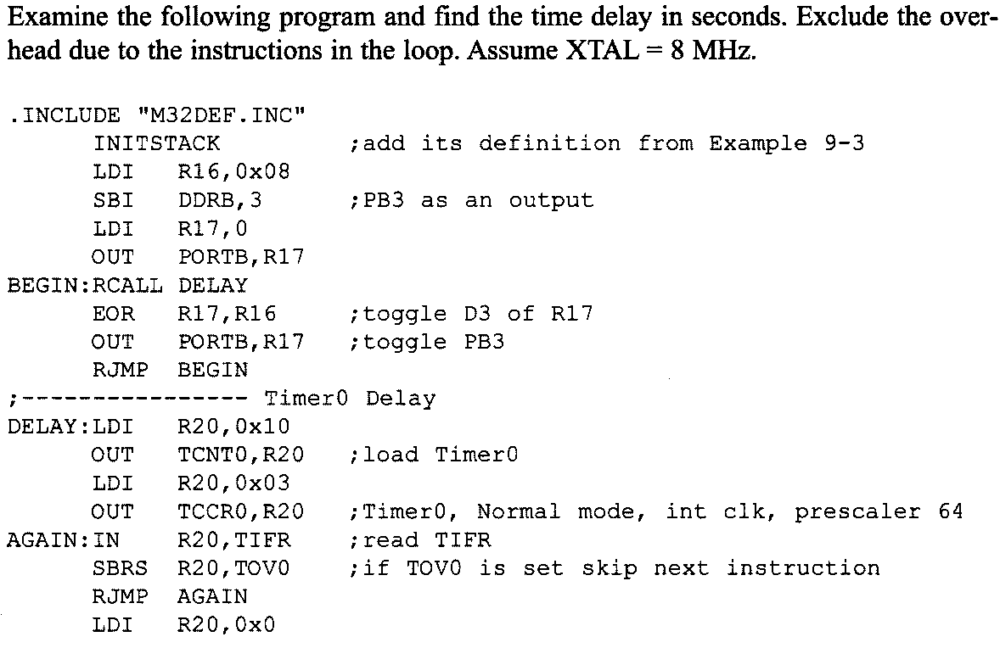 Examine the following program and find the time delay in seconds. Exclude the over-
head due to the instructions in the loop. Assume XTAL = 8 MHz.
.INCLUDE "M32DEF.INC"
INITSTACK ;add its definition from Example 9-3
LDI R16,0x08
SBI DDRB,3 ;PB3 as an output
LDI R17,0
OUT PORTB,R17
BEGIN:RCALL DELAY
EOR R17,R16 ;toggle D3 of R17
OUT PORTB,R17 ;toggle PB3
RJMP BEGIN
;---------------- Timer0 Delay
DELAY:LDI R20,0x10
OUT TCNT0,R20 ;load Timer0
LDI R20,0x03
OUT TCCR0,R20 ;Timer0, Normal mode, int clk, prescaler 64
AGAIN:IN R20,TIFR ;read TIFR
SBRS R20,TOV0 ;if TOV0 is set skip next instruction
RJMP AGAIN
LDI R20,0x0